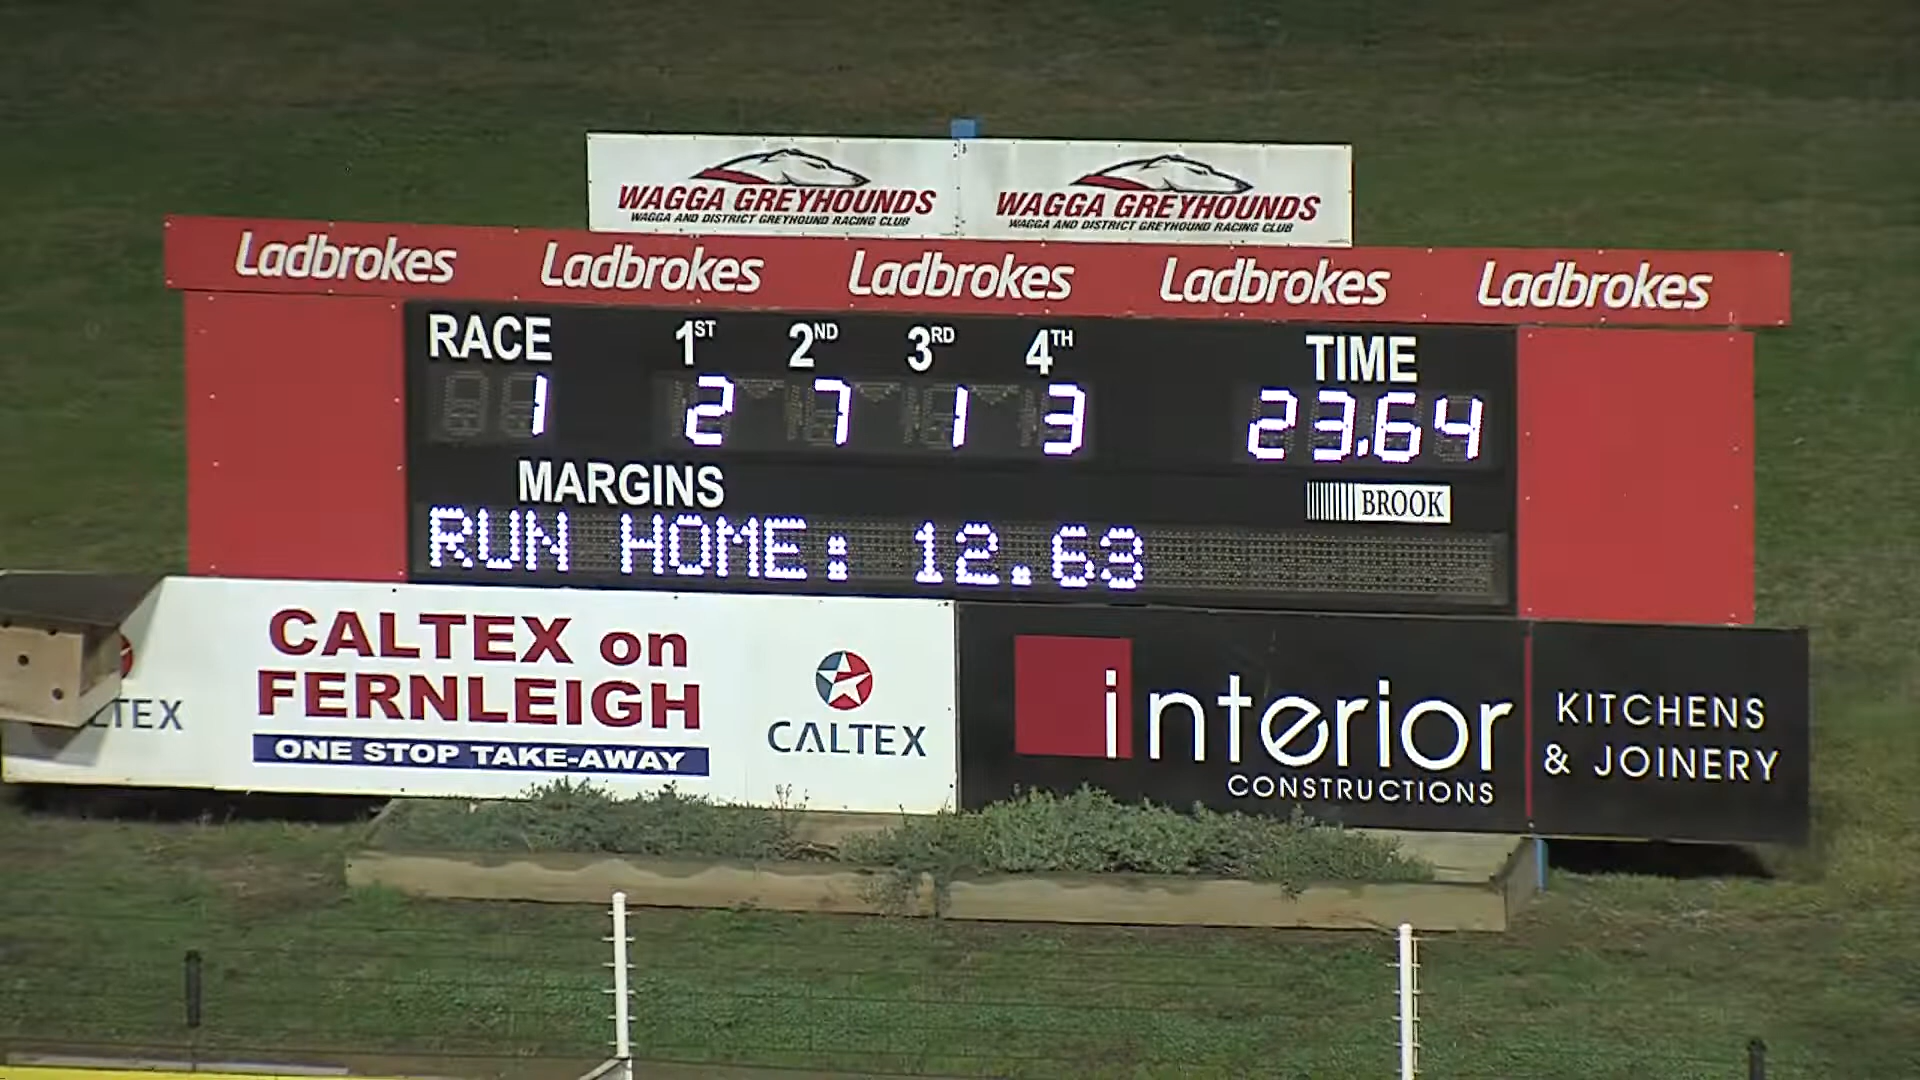 WAGGA GREYHOUNDS WAGGA GREYHOUNDS
WAGGA AND DISTRICT GREYHOUND RACING CLUB WAGGA AND DISTRICT GREYHOUND RACING CLUB
Ladbrokes Ladbrokes Ladbrokes Ladbrokes Ladbrokes
RACE 1ST 2ND 3RD 4TH TIME
1 2 7 1 3 23.64
MARGINS
BROOK
RUN HOME: 12.63
CALTEX on
FERNLEIGH
ONE STOP TAKE-AWAY
CALTEX
interior
CONSTRUCTIONS
KITCHENS
& JOINERY